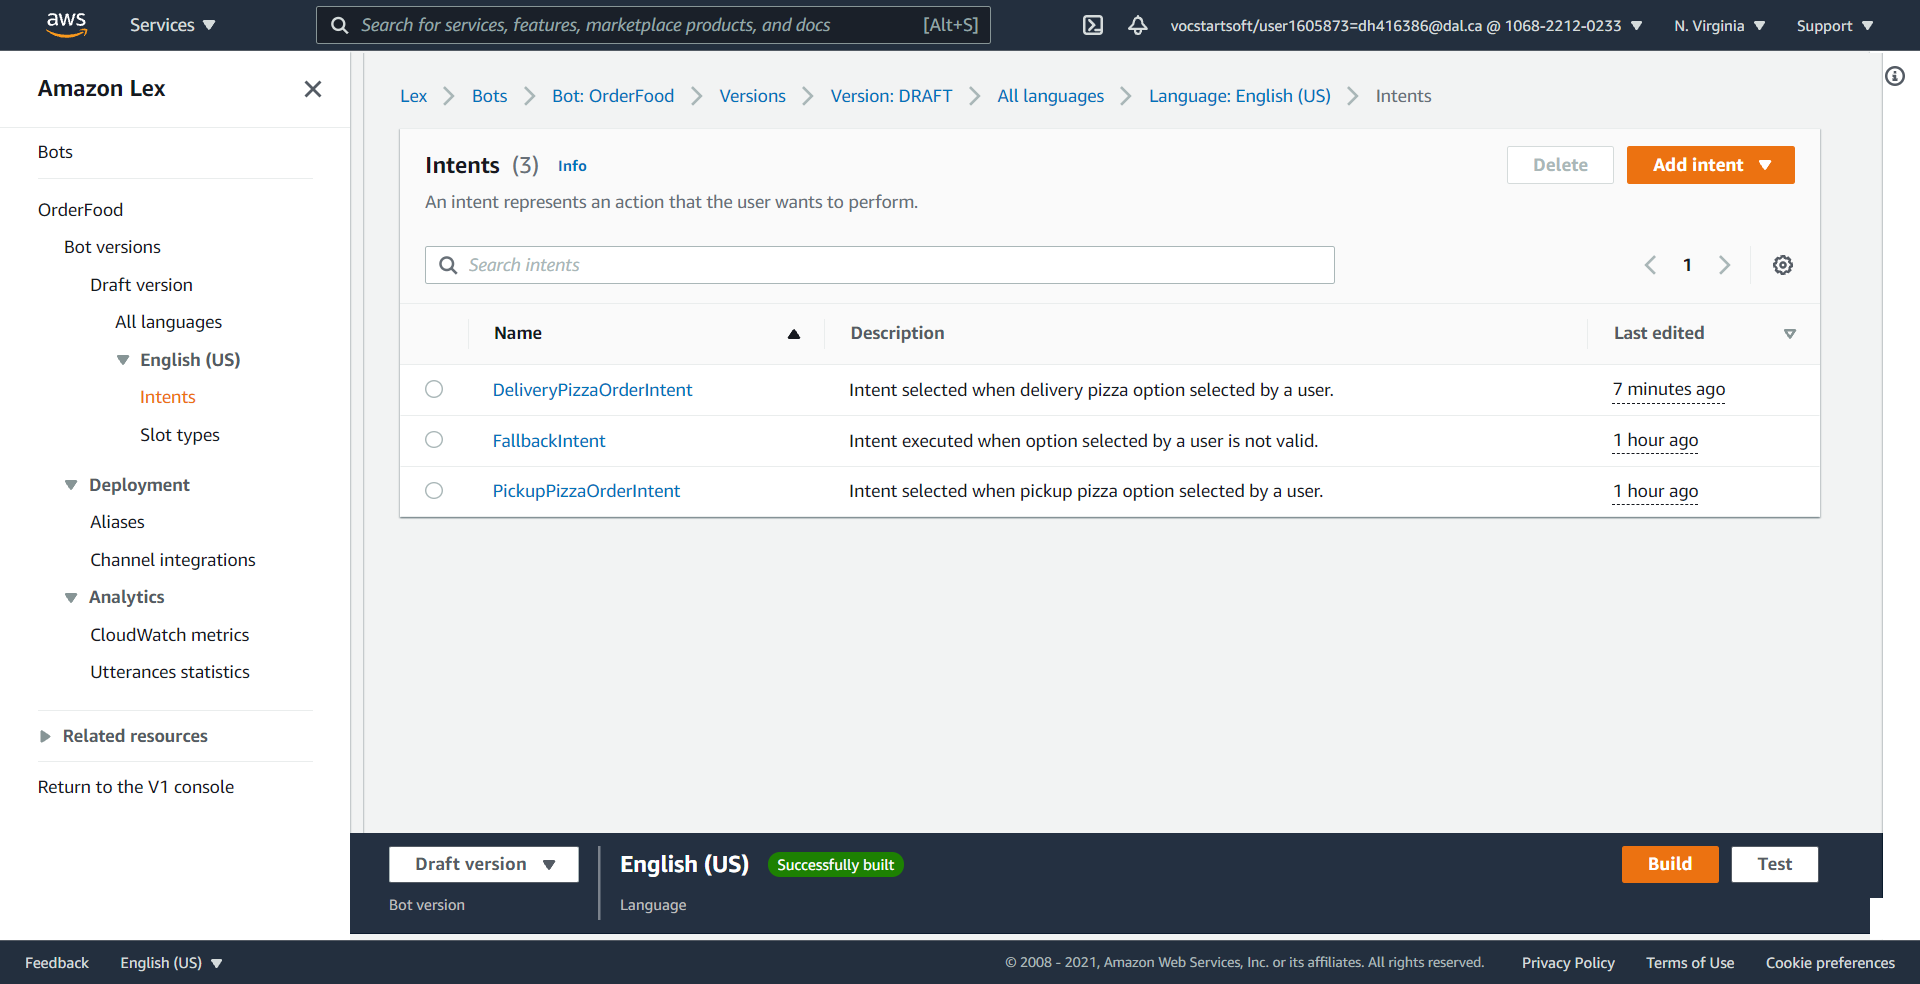 aws Services Search for services, features, marketplace products, and docs [Alt+S] vocstartsoft/user1605873=dh416386@dal.ca @ 1068-2212-0233 N. Virginia Support
Amazon Lex
Bots
OrderFood
Bot versions
Draft version
All languages
English (US)
Intents
Slot types
Deployment
Aliases
Channel integrations
Analytics
CloudWatch metrics
Utterances statistics
Related resources
Return to the V1 console
Lex Bots Bot: OrderFood Versions Version: DRAFT All languages Language: English (US) Intents
Intents (3) Info Delete Add intent
An intent represents an action that the user wants to perform.
Search intents 1
Name Description Last edited
DeliveryPizzaOrderIntent Intent selected when delivery pizza option selected by a user. 7 minutes ago
FallbackIntent Intent executed when option selected by a user is not valid. 1 hour ago
PickupPizzaOrderIntent Intent selected when pickup pizza option selected by a user. 1 hour ago
Draft version English (US) Successfully built Build Test
Bot version Language
Feedback English (US) © 2008 - 2021, Amazon Web Services, Inc. or its affiliates. All rights reserved. Privacy Policy Terms of Use Cookie preferences